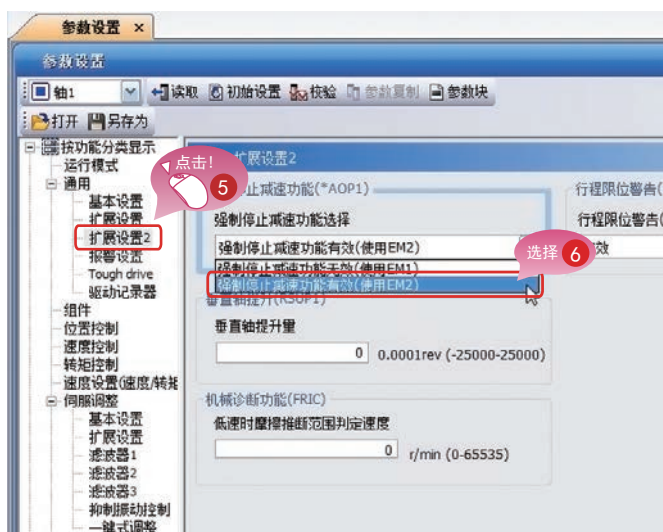 参数设置 ×
参数设置
轴1 读取 初始设置 校验 参数复制 参数块
打开 另存为
按功能分类显示
运行模式
通用
基本设置
扩展设置
扩展设置2
报警设置
Tough drive
驱动记录器
组件
位置控制
速度控制
转矩控制
速度设置(速度/转矩
伺服调整
基本设置
扩展设置
滤波器1
滤波器2
滤波器3
抑制振动控制
一键式调整
点击!
5
扩展设置2
止减速功能(*AOP1)
强制停止减速功能选择
强制停止减速功能有效(使用EM2)
强制停止减速功能无效(使用EM1)
强制停止减速功能有效(使用EM2)
选择 6
垂直轴提升(RSUP1)
垂直轴提升量
0 0.0001rev (-25000-25000)
机械诊断功能(FRIC)
低速时摩擦推断范围判定速度
0 r/min (0-65535)
行程限位警告(
行程限位警告(
效